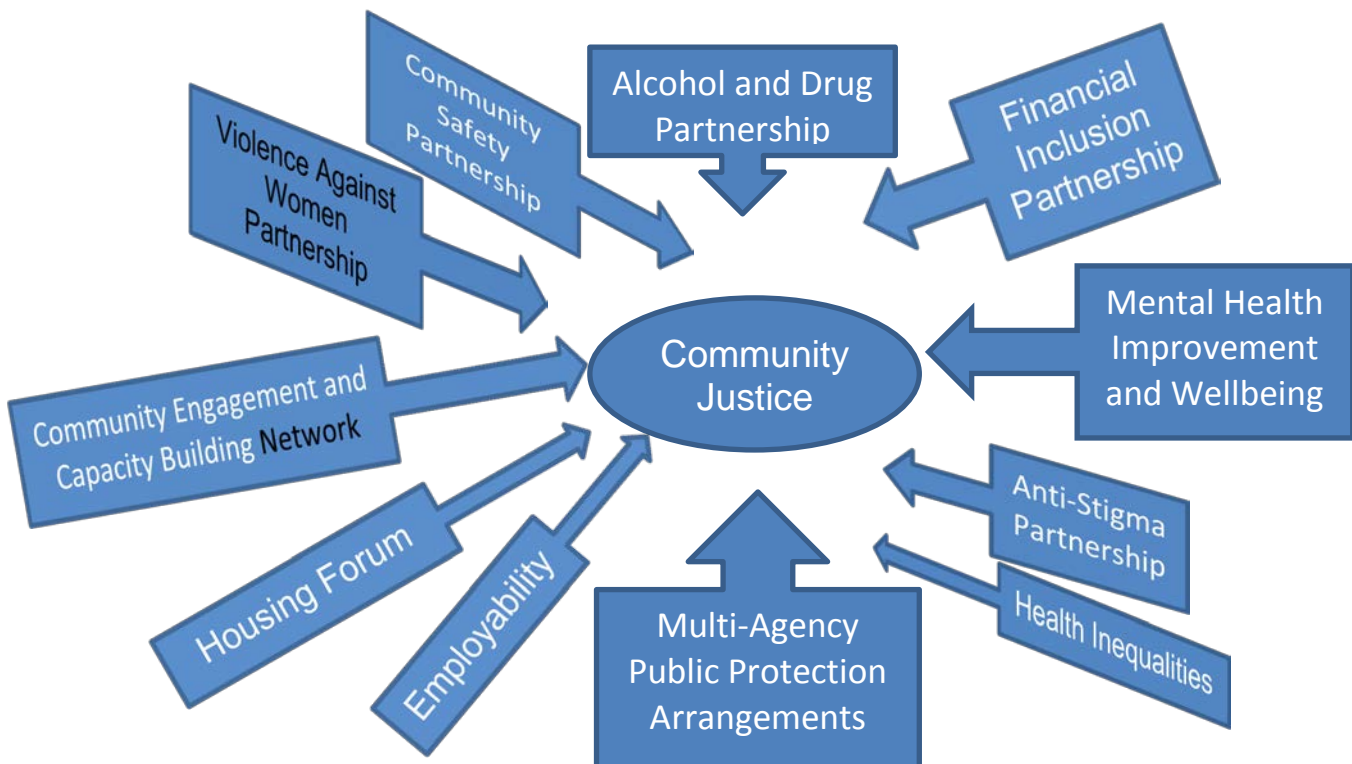 Community
Safety
Partnership
Alcohol and Drug
Partnership
Financial
Inclusion
Partnership
Violence Against
Women
Partnership
Mental Health
Improvement
and Wellbeing
Community
Justice
Community Engagement and
Capacity Building Network
Anti-Stigma
Partnership
Housing Forum
Employability
Multi-Agency
Public Protection
Arrangements
Health Inequalities